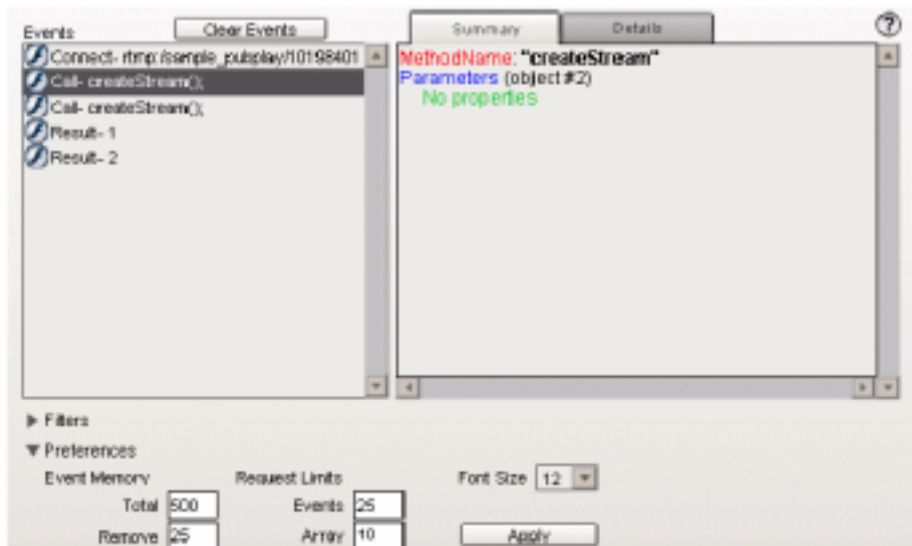 Events
Clear Events
Connect- rtmp:/sample_pubplay/10198401
Call- createStream();
Call- createStream();
Result- 1
Result- 2
Summary
Details
?
MethodName: "createStream"
Parameters (object #2)
No properties
Filters
Preferences
Event Memory
Request Limits
Font Size 12
Total 500
Events 25
Remove 25
Array 10
Apply